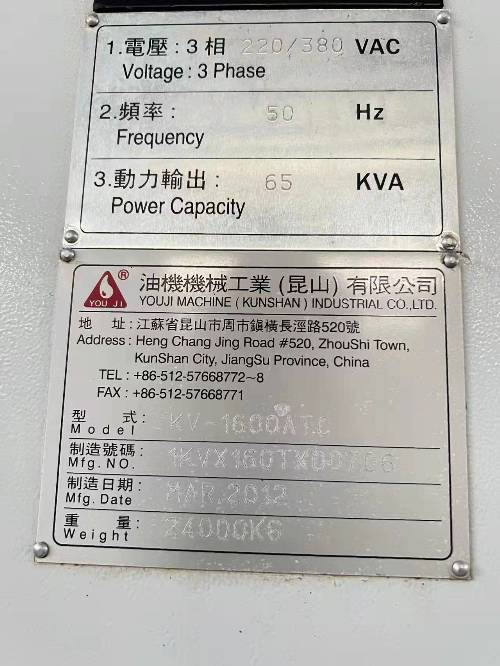 1.電壓:3相 220/380 VAC
Voltage: 3 Phase
2.頻率: 50 Hz
Frequency
3.動力輸出: 65 KVA
Power Capacity
YOU JI ® 油機機械工業(昆山)有限公司
YOUJI MACHINE (KUNSHAN) INDUSTRIAL CO.,LTD.
地 址:江蘇省昆山市周市鎮橫長涇路520號
Address: Heng Chang Jing Road #520, ZhouShi Town,
KunShan City, JiangSu Province, China
TEL: +86-512-57668772~8
FAX: +86-512-57668771
型 式: KV-1600ATC
Model
制造號碼:
Mfg. NO.
制造日期: MAR.2012
Mfg. Date
重 量: 24000KG
Weight